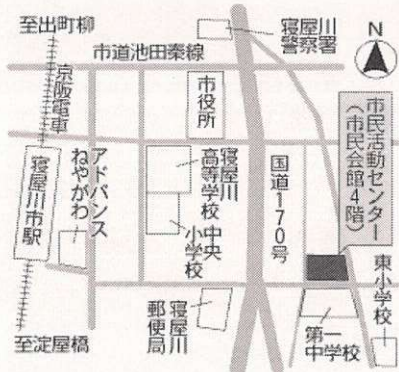 至出町柳
京阪電車
寝屋川市駅
至淀屋橋
市道池田秦線
アドバンス
ねやがわ
市役所
寝屋川
高等学校
中央
小学校
寝屋川
郵便局
寝屋川
警察署
国道170号
N
市民活動センター
(市民会館4階)
第一
中学校
東小学校